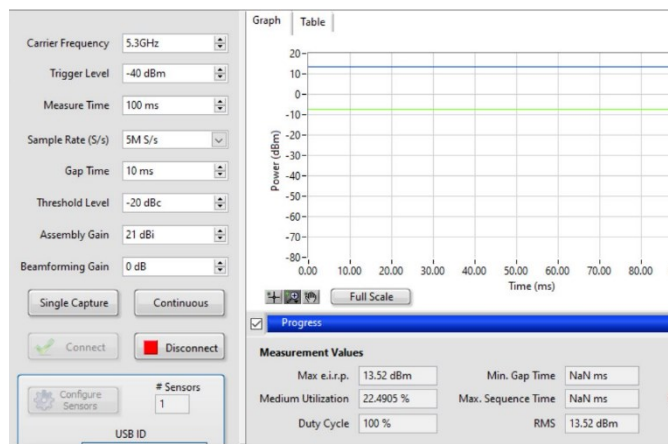 Carrier Frequency 5.3GHz
Trigger Level -40 dBm
Measure Time 100 ms
Sample Rate (S/s) 5M S/s
Gap Time 10 ms
Threshold Level -20 dBc
Assembly Gain 21 dBi
Beamforming Gain 0 dB
Single Capture Continuous
Connect Disconnect
Configure Sensors
# Sensors
1
USB ID
Graph Table
20-
10-
0-
-10-
-20-
-30-
-40-
-50-
-60-
-70-
-80-
Power (dBm)
0.00 10.00 20.00 30.00 40.00 50.00 60.00 70.00 80.00
Time (ms)
Full Scale
Progress
Measurement Values
Max e.i.r.p. 13.52 dBm Min. Gap Time NaN ms
Medium Utilization 22.4905 % Max. Sequence Time NaN ms
Duty Cycle 100 % RMS 13.52 dBm